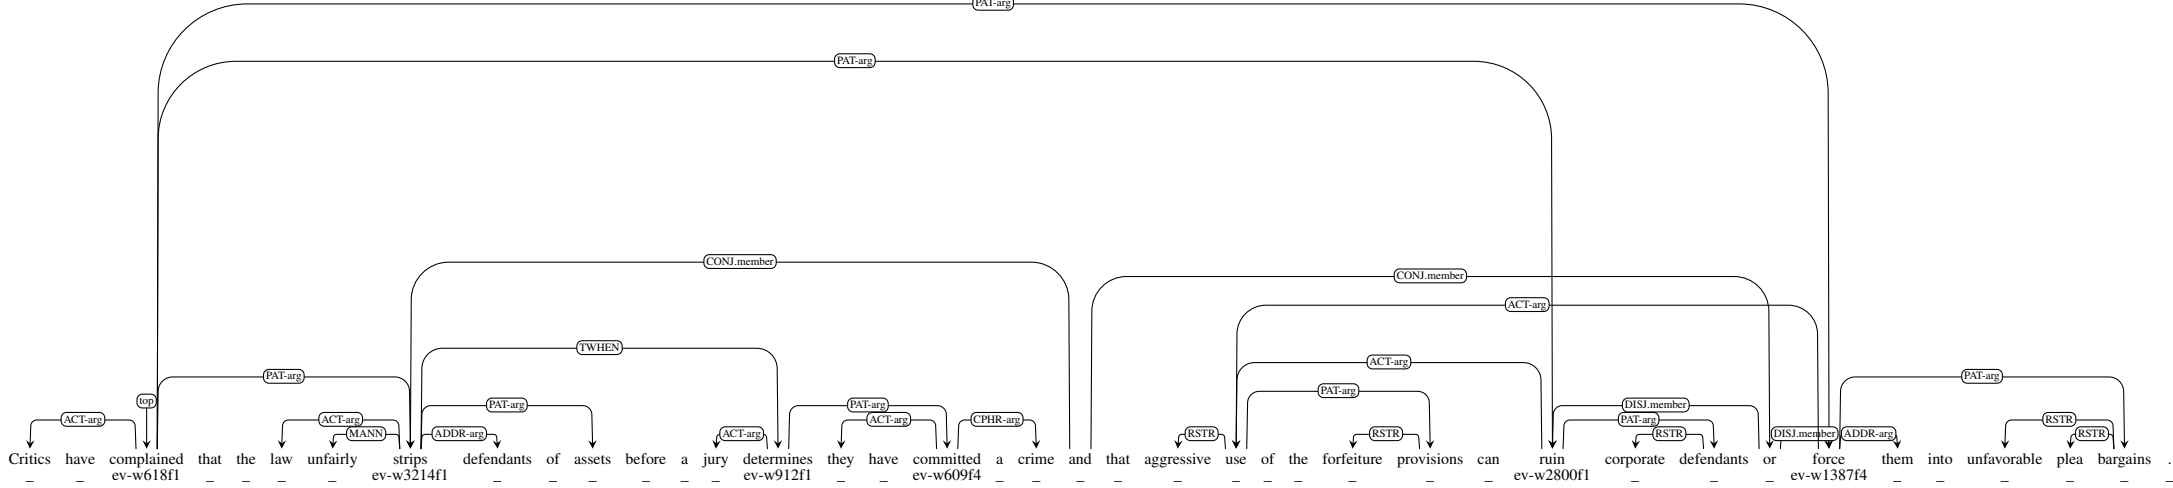 PAT-arg
PAT-arg
CONJ.member
CONJ.member
ACT-arg
TWHEN
ACT-arg
PAT-arg PAT-arg
PAT-arg
top PAT-arg PAT-arg DISJ.member
ACT-arg ACT-arg ACT-arg CPHR-arg PAT-arg RSTR
MANN ADDR-arg ACT-arg RSTR RSTR RSTR DISJ.member ADDR-arg RSTR
Critics have complained that the law unfairly strips defendants of assets before a jury determines they have committed a crime and that aggressive use of the forfeiture provisions can ruin corporate defendants or force them into unfavorable plea bargains .
_ _ ev-w618f1 _ _ _ _ ev-w3214f1 _ _ _ _ _ _ ev-w912f1 _ _ ev-w609f4 _ _ _ _ _ _ _ _ _ _ _ ev-w2800f1 _ _ _ ev-w1387f4 _ _ _ _ _ _